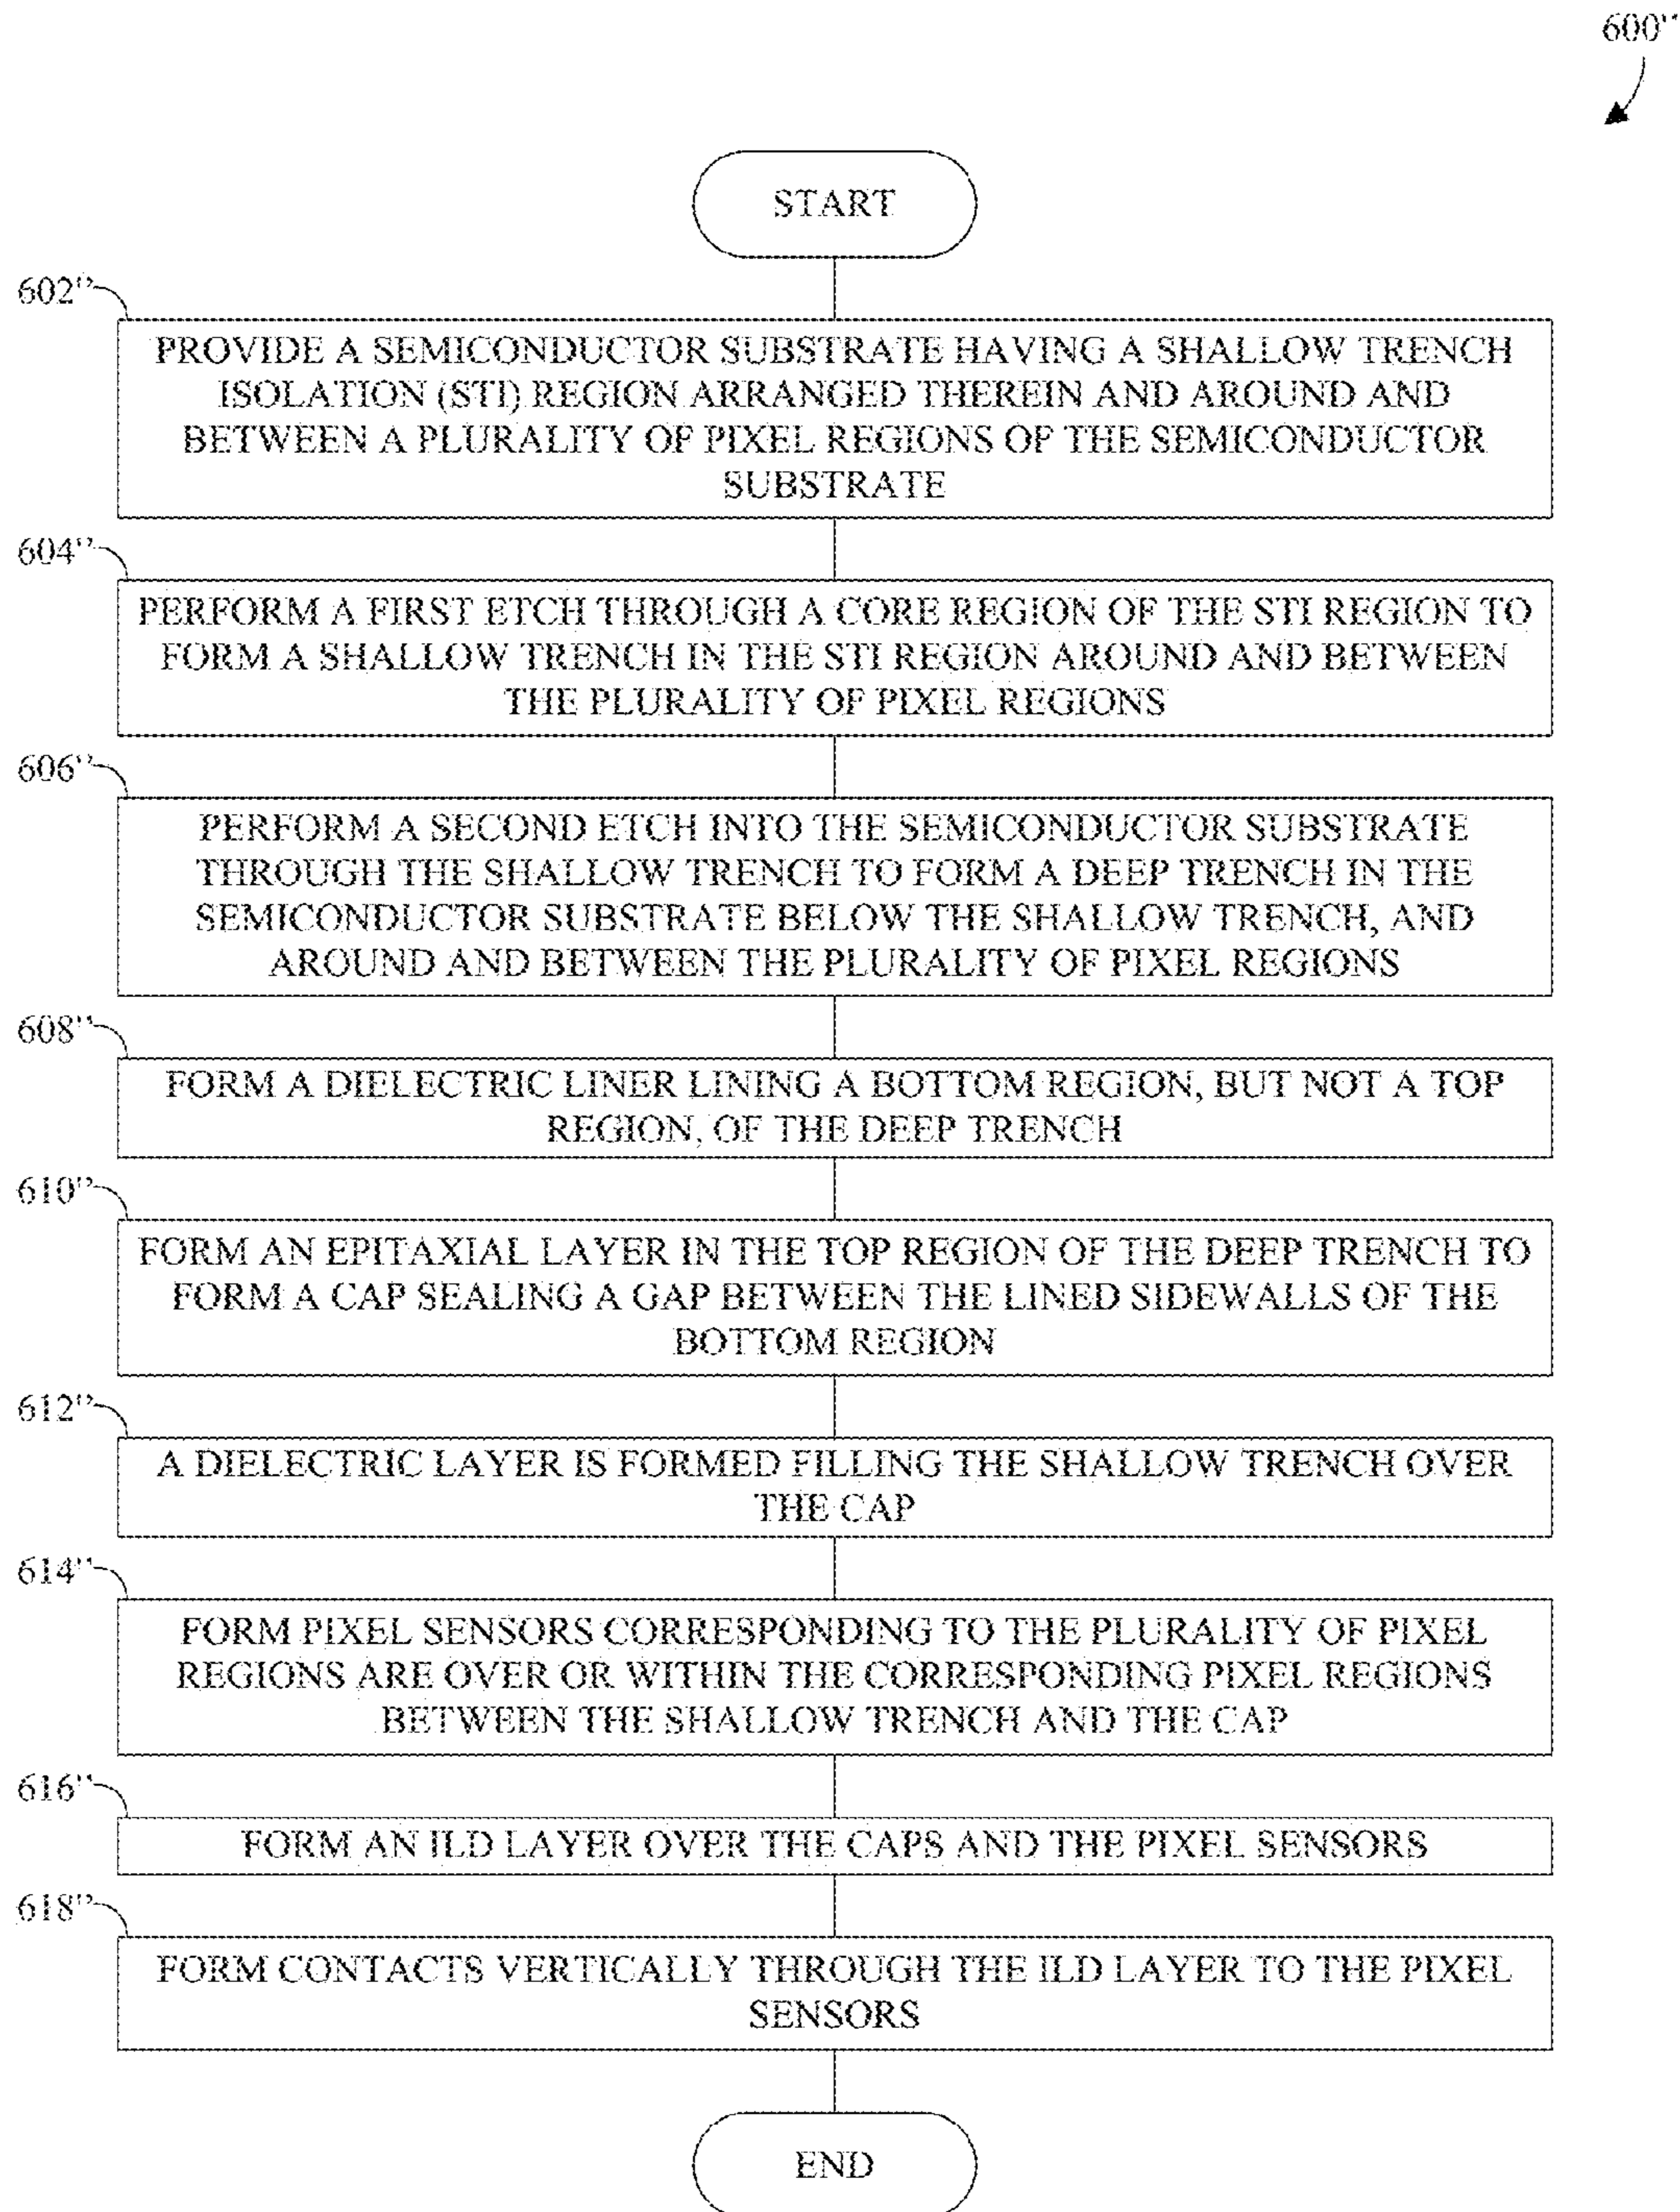 600''
START
602''
PROVIDE A SEMICONDUCTOR SUBSTRATE HAVING A SHALLOW TRENCH
ISOLATION (STI) REGION ARRANGED THEREIN AND AROUND AND
BETWEEN A PLURALITY OF PIXEL REGIONS OF THE SEMICONDUCTOR
SUBSTRATE
604''
PERFORM A FIRST ETCH THROUGH A CORE REGION OF THE STI REGION TO
FORM A SHALLOW TRENCH IN THE STI REGION AROUND AND BETWEEN
THE PLURALITY OF PIXEL REGIONS
606''
PERFORM A SECOND ETCH INTO THE SEMICONDUCTOR SUBSTRATE
THROUGH THE SHALLOW TRENCH TO FORM A DEEP TRENCH IN THE
SEMICONDUCTOR SUBSTRATE BELOW THE SHALLOW TRENCH, AND
AROUND AND BETWEEN THE PLURALITY OF PIXEL REGIONS
608''
FORM A DIELECTRIC LINER LINING A BOTTOM REGION, BUT NOT A TOP
REGION, OF THE DEEP TRENCH
610''
FORM AN EPITAXIAL LAYER IN THE TOP REGION OF THE DEEP TRENCH TO
FORM A CAP SEALING A GAP BETWEEN THE LINED SIDEWALLS OF THE
BOTTOM REGION
612''
A DIELECTRIC LAYER IS FORMED FILLING THE SHALLOW TRENCH OVER
THE CAP
614''
FORM PIXEL SENSORS CORRESPONDING TO THE PLURALITY OF PIXEL
REGIONS ARE OVER OR WITHIN THE CORRESPONDING PIXEL REGIONS
BETWEEN THE SHALLOW TRENCH AND THE CAP
616''
FORM AN ILD LAYER OVER THE CAPS AND THE PIXEL SENSORS
618''
FORM CONTACTS VERTICALLY THROUGH THE ILD LAYER TO THE PIXEL
SENSORS
END